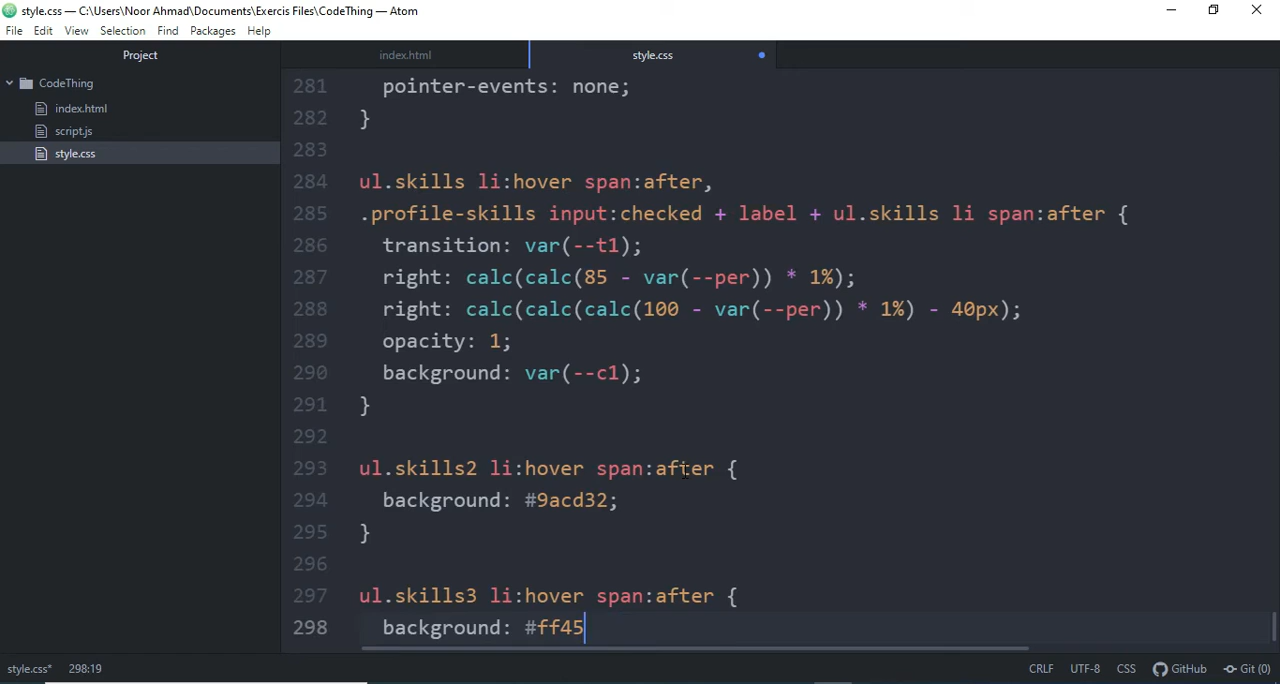 style.css — C:\Users\Noor Ahmad\Documents\Exercis Files\CodeThing — Atom
File Edit View Selection Find Packages Help
Project
index.html
style.css
CodeThing
index.html
script.js
style.css
281 pointer-events: none;
282 }
283
284 ul.skills li:hover span:after,
285 .profile-skills input:checked + label + ul.skills li span:after {
286 transition: var(--t1);
287 right: calc(calc(85 - var(--per)) * 1%);
288 right: calc(calc(calc(100 - var(--per)) * 1%) - 40px);
289 opacity: 1;
290 background: var(--c1);
291 }
292
293 ul.skills2 li:hover span:after {
294 background: #9acd32;
295 }
296
297 ul.skills3 li:hover span:after {
298 background: #ff45
style.css* 298:19 CRLF UTF-8 CSS GitHub Git (0)